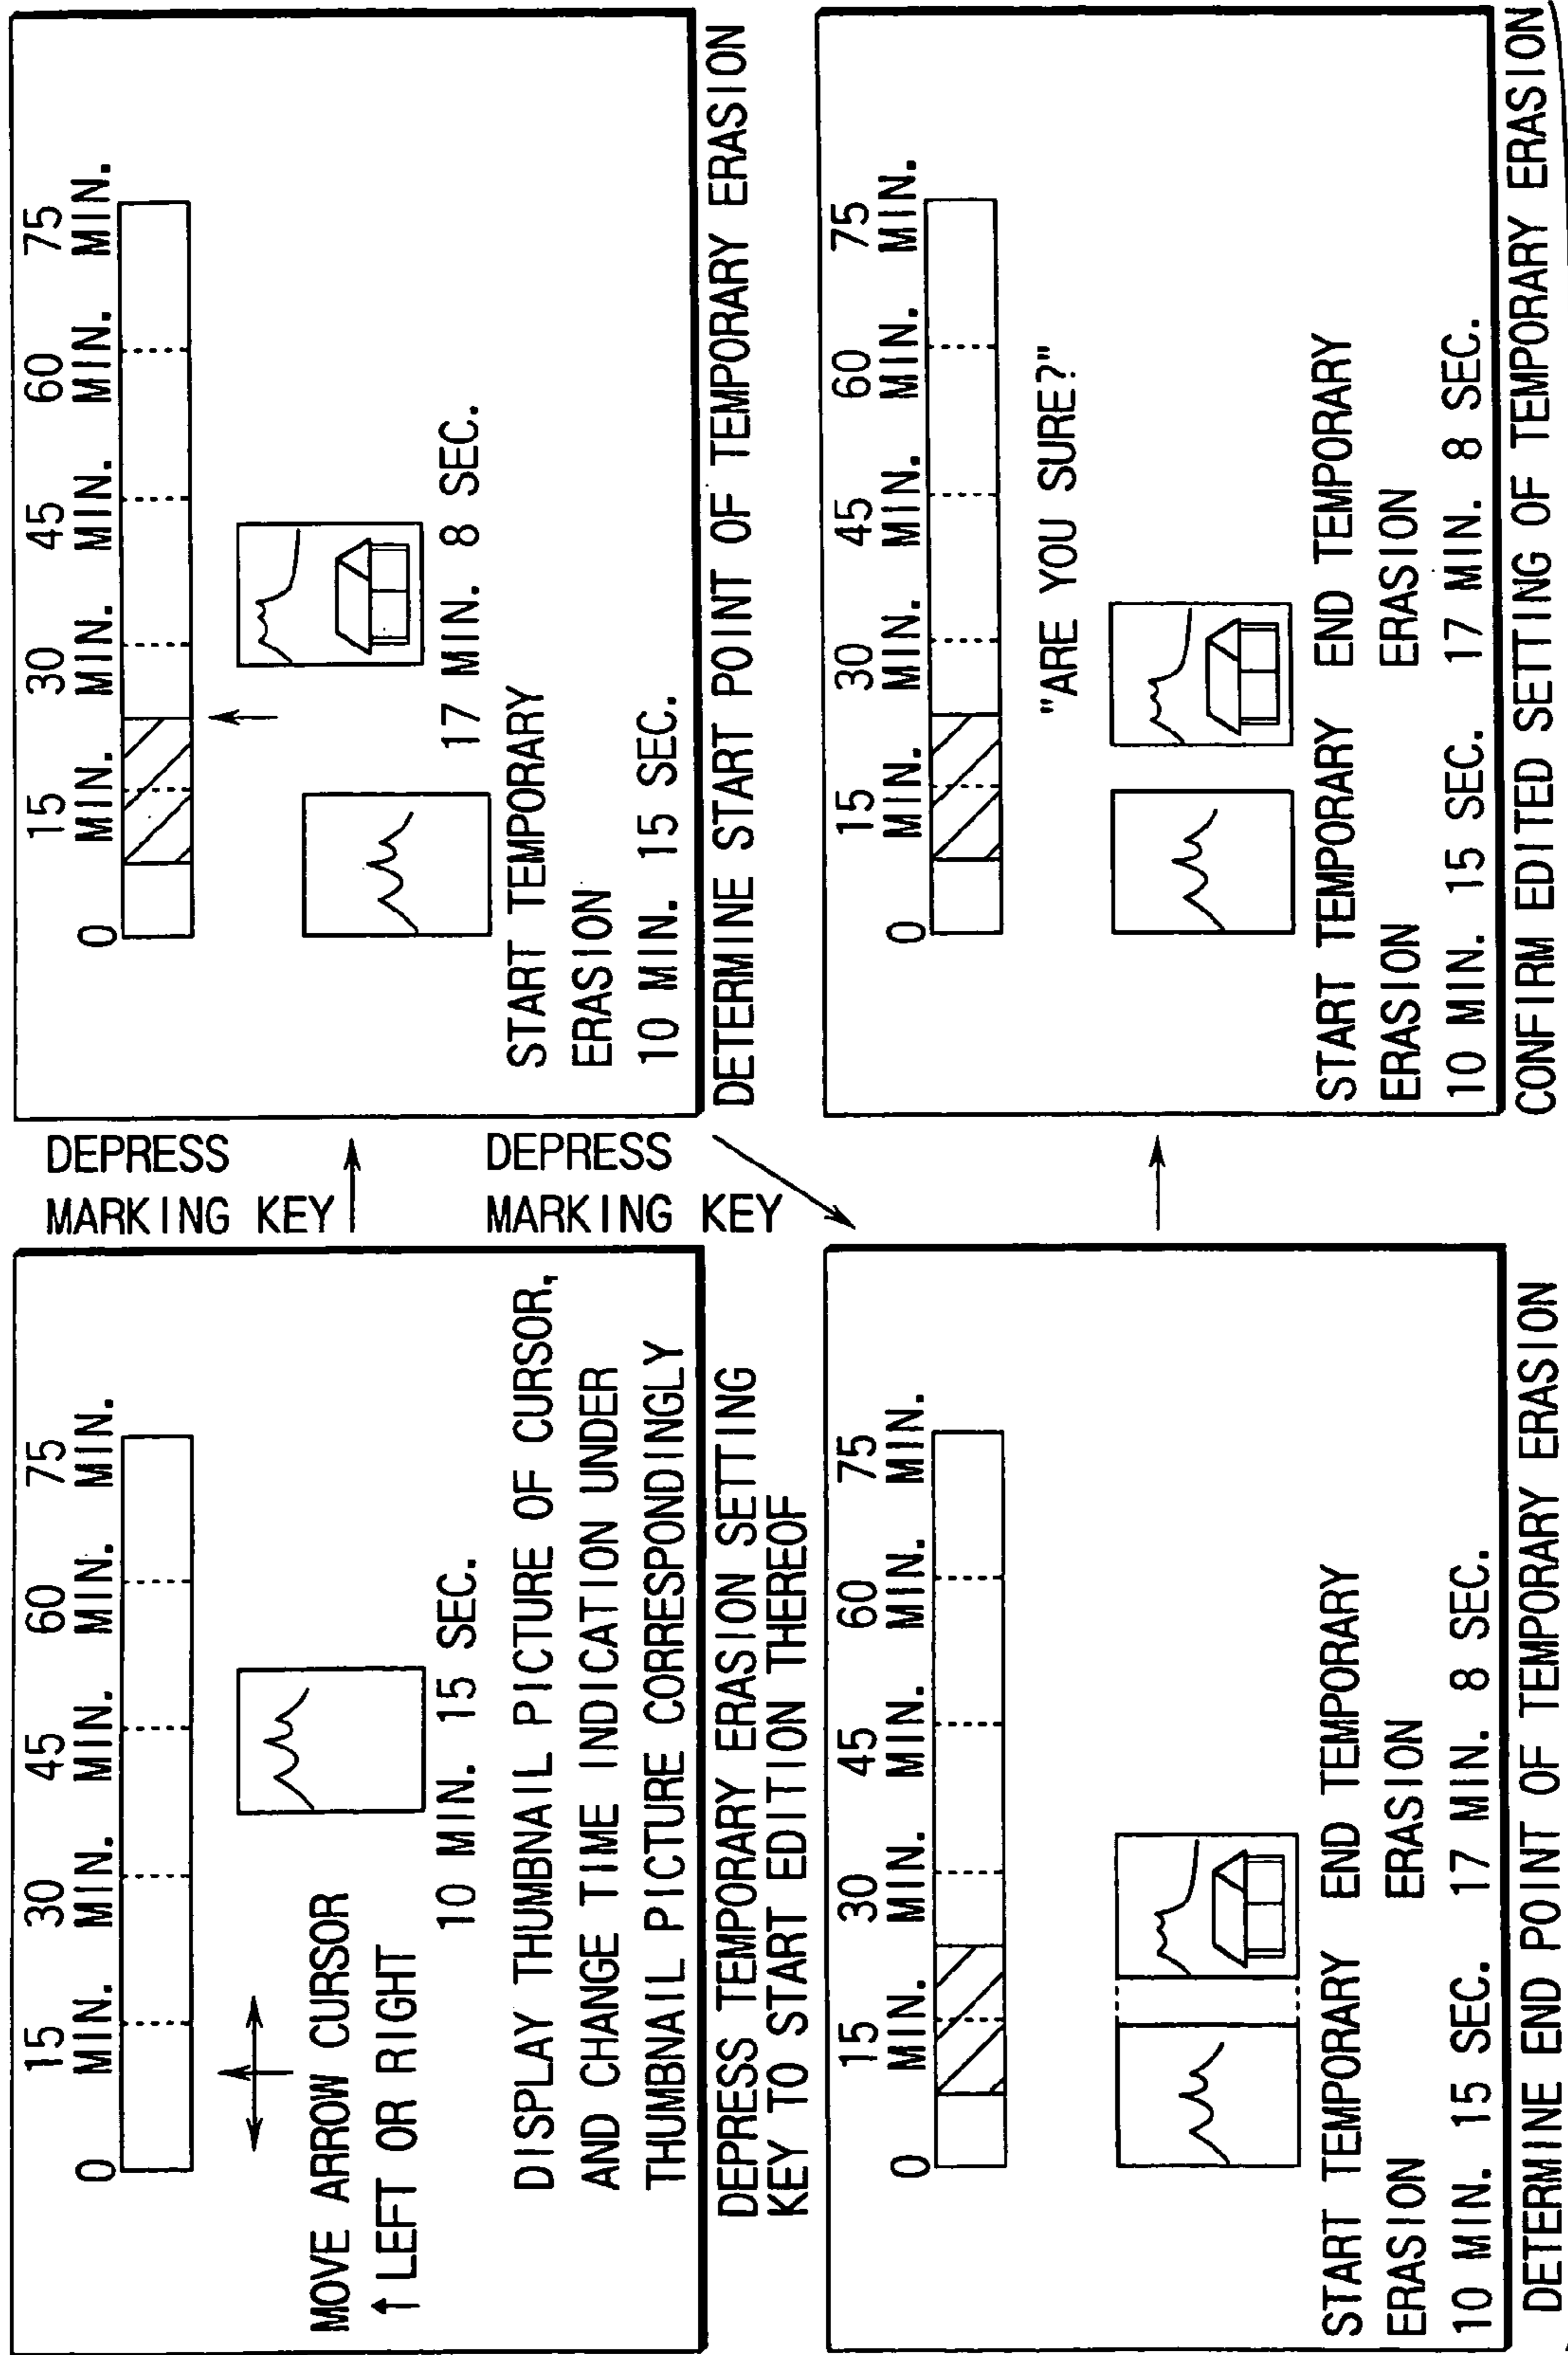 0 15 30 45 60 75
MIN. MIN. MIN. MIN. MIN.
MOVE ARROW CURSOR
↑ LEFT OR RIGHT
10 MIN. 15 SEC.
DISPLAY THUMBNAIL PICTURE OF CURSOR,
AND CHANGE TIME INDICATION UNDER
THUMBNAIL PICTURE CORRESPONDINGLY
DEPRESS TEMPORARY ERASION SETTING
KEY TO START EDITION THEREOF
DEPRESS
MARKING KEY
0 15 30 45 60 75
MIN. MIN. MIN. MIN. MIN.
17 MIN. 8 SEC.
START TEMPORARY
ERASION
10 MIN. 15 SEC.
DETERMINE START POINT OF TEMPORARY ERASION
DEPRESS
MARKING KEY
0 15 30 45 60 75
MIN. MIN. MIN. MIN. MIN.
START TEMPORARY END TEMPORARY
ERASION ERASION
10 MIN. 15 SEC. 17 MIN. 8 SEC.
DETERMINE END POINT OF TEMPORARY ERASION
0 15 30 45 60 75
MIN. MIN. MIN. MIN. MIN.
"ARE YOU SURE?"
START TEMPORARY END TEMPORARY
ERASION ERASION
10 MIN. 15 SEC. 17 MIN. 8 SEC.
CONFIRM EDITED SETTING OF TEMPORARY ERASION